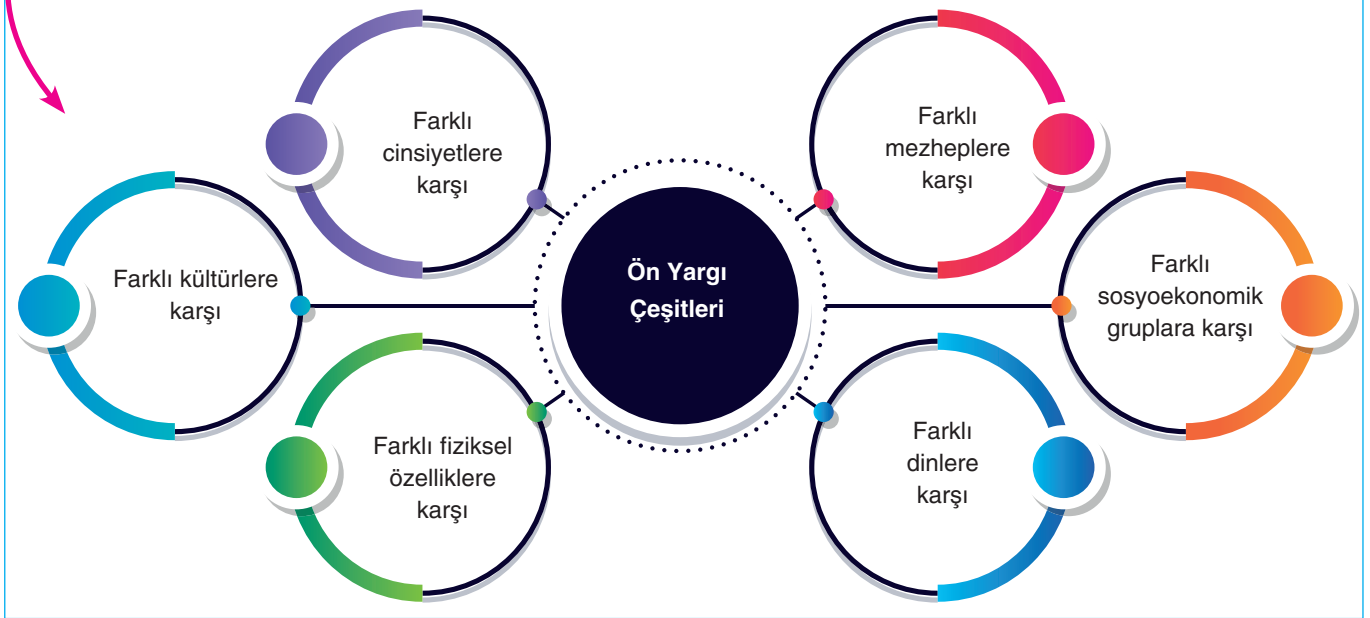 Farklı
cinsiyetlere
karşı
Farklı
mezheplere
karşı
Farklı kültürlere
karşı
Ön Yargı
Çeşitleri
Farklı
sosyoekonomik
gruplara karşı
Farklı fiziksel
özelliklere
karşı
Farklı
dinlere
karşı